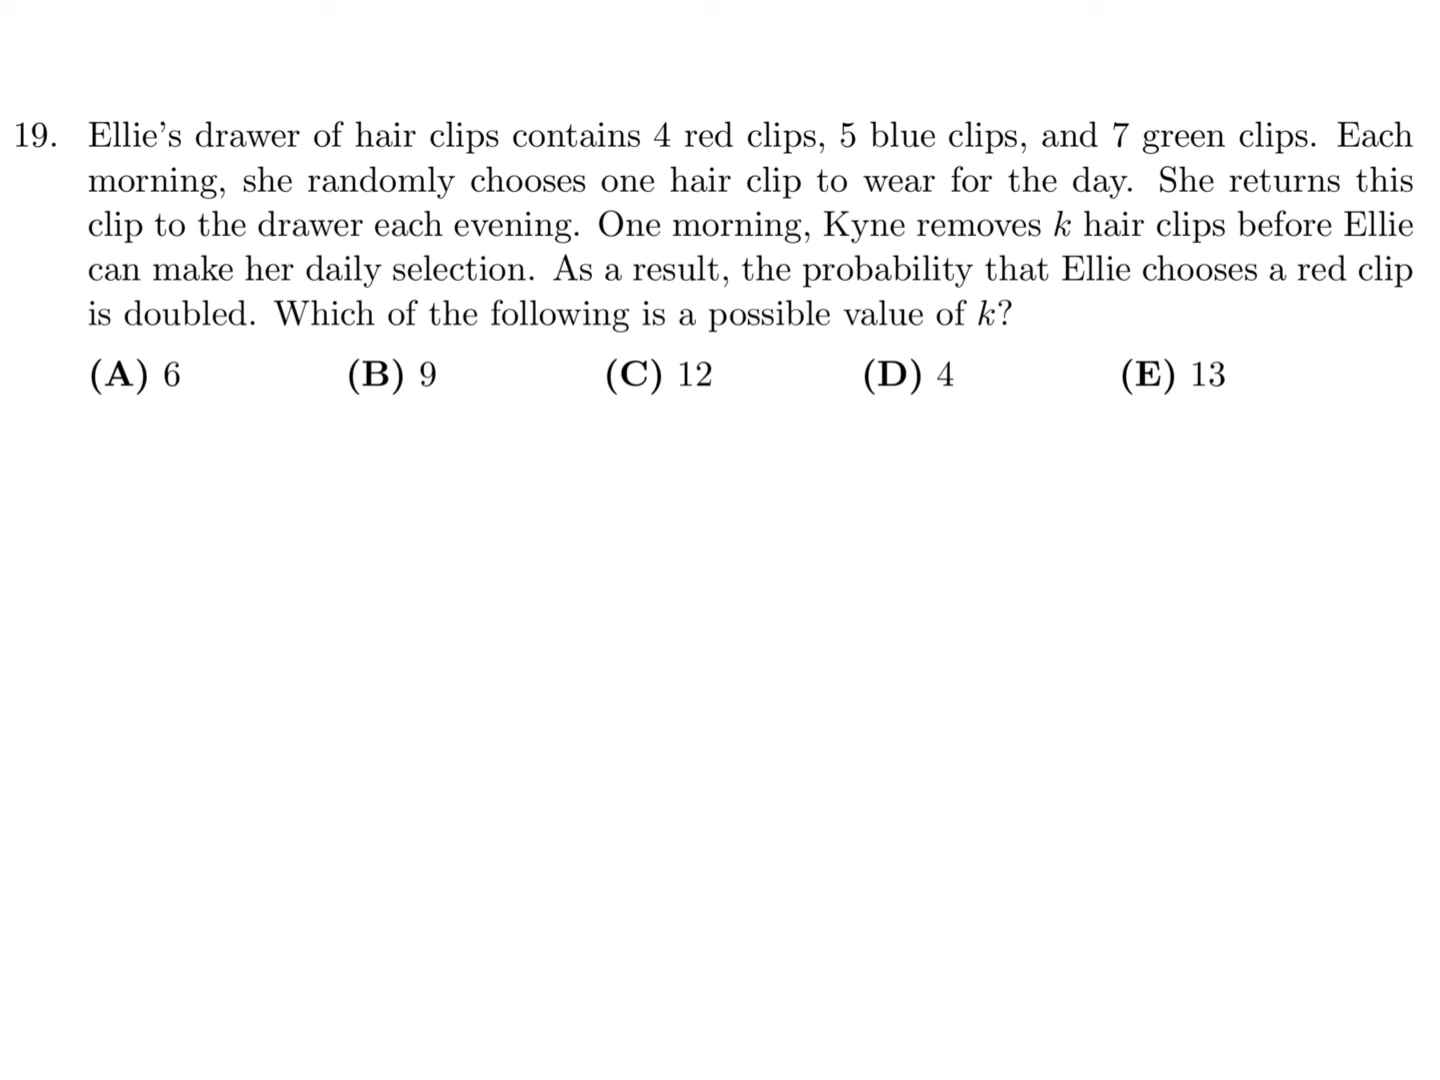 19. Ellie's drawer of hair clips contains 4 red clips, 5 blue clips, and 7 green clips. Each
morning, she randomly chooses one hair clip to wear for the day. She returns this
clip to the drawer each evening. One morning, Kyne removes k hair clips before Ellie
can make her daily selection. As a result, the probability that Ellie chooses a red clip
is doubled. Which of the following is a possible value of k?
(A) 6 (B) 9 (C) 12 (D) 4 (E) 13